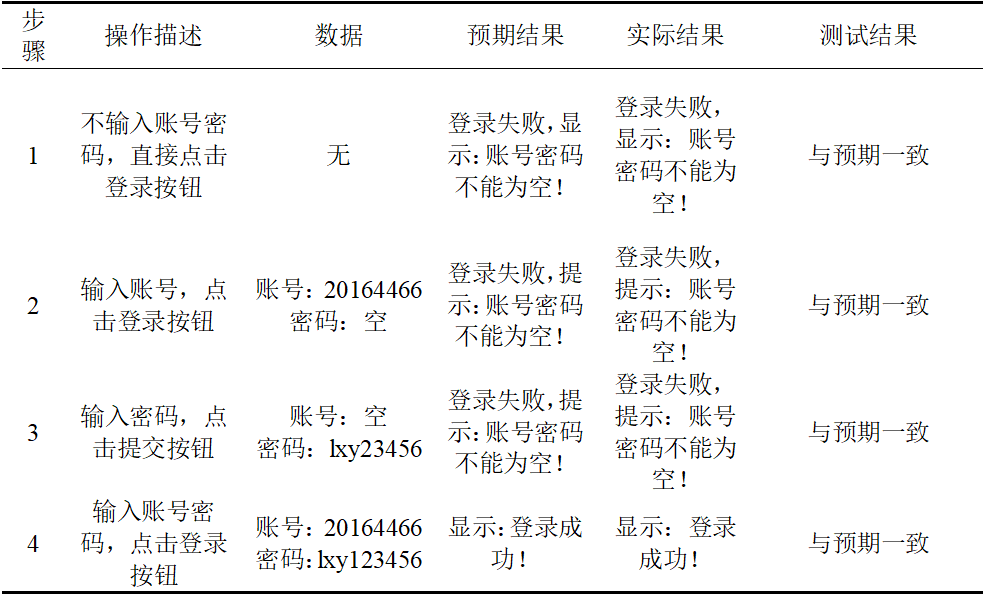 步
骤
操作描述
数据
预期结果
实际结果
测试结果
1
不输入账号密
码，直接点击
登录按钮
无
登录失败，显
示：账号密码
不能为空！
登录失败，
显示：账号
密码不能为
空！
与预期一致
2
输入账号，点
击登录按钮
账号：20164466
密码：空
登录失败，提
示：账号密码
不能为空！
登录失败，
提示：账号
密码不能为
空！
与预期一致
3
输入密码，点
击提交按钮
账号：空
密码：lxy23456
登录失败，提
示：账号密码
不能为空！
登录失败，
提示：账号
密码不能为
空！
与预期一致
4
输入账号密
码，点击登录
按钮
账号：20164466
密码:lxy123456
显示：登录成
功！
显示：登录
成功！
与预期一致